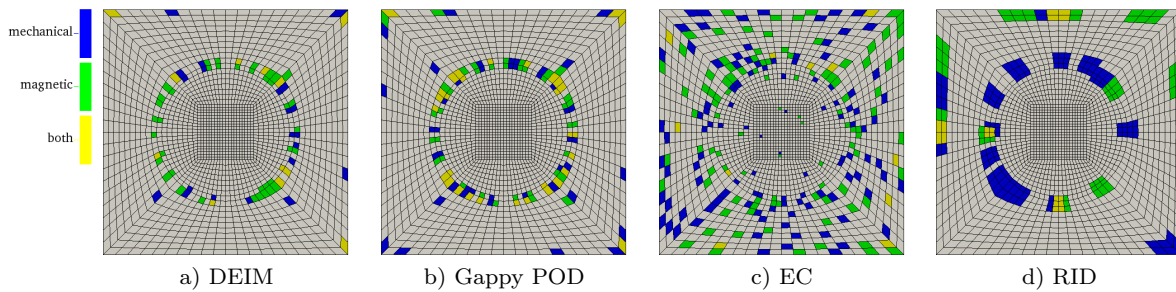 mechanical
magnetic
both
a) DEIM
b) Gappy POD
c) EC
d) RID